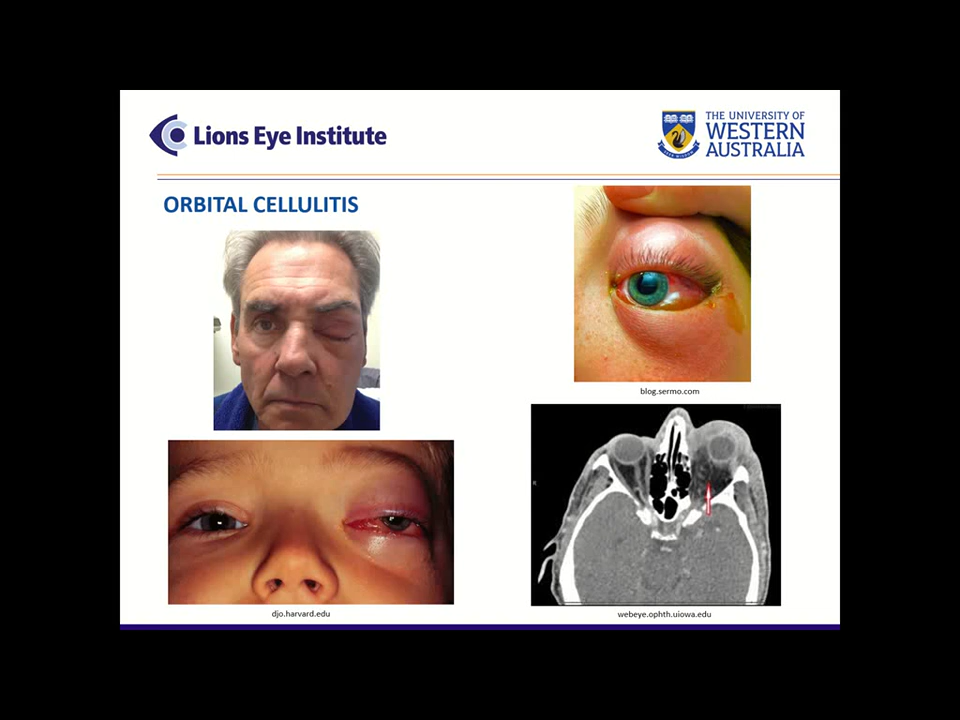 Lions Eye Institute
THE UNIVERSITY OF
WESTERN
AUSTRALIA
ORBITAL CELLULITIS
blog.sermo.com
djo.harvard.edu
webeye.ophth.uiowa.edu